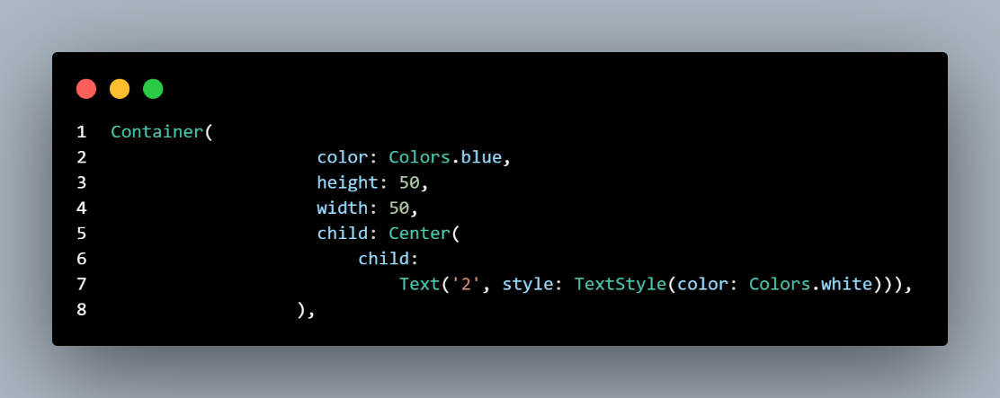 1 Container(
2 color: Colors.blue,
3 height: 50,
4 width: 50,
5 child: Center(
6 child:
7 Text('2', style: TextStyle(color: Colors.white))),
8 ),